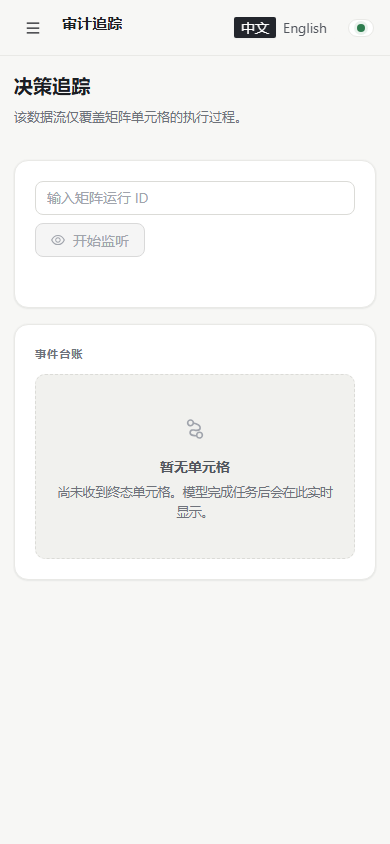 审计追踪
中文 English
决策追踪
该数据流仅覆盖矩阵单元格的执行过程。
输入矩阵运行 ID
开始监听
事件台账
暂无单元格
尚未收到终态单元格。模型完成任务后会在此实时
显示。